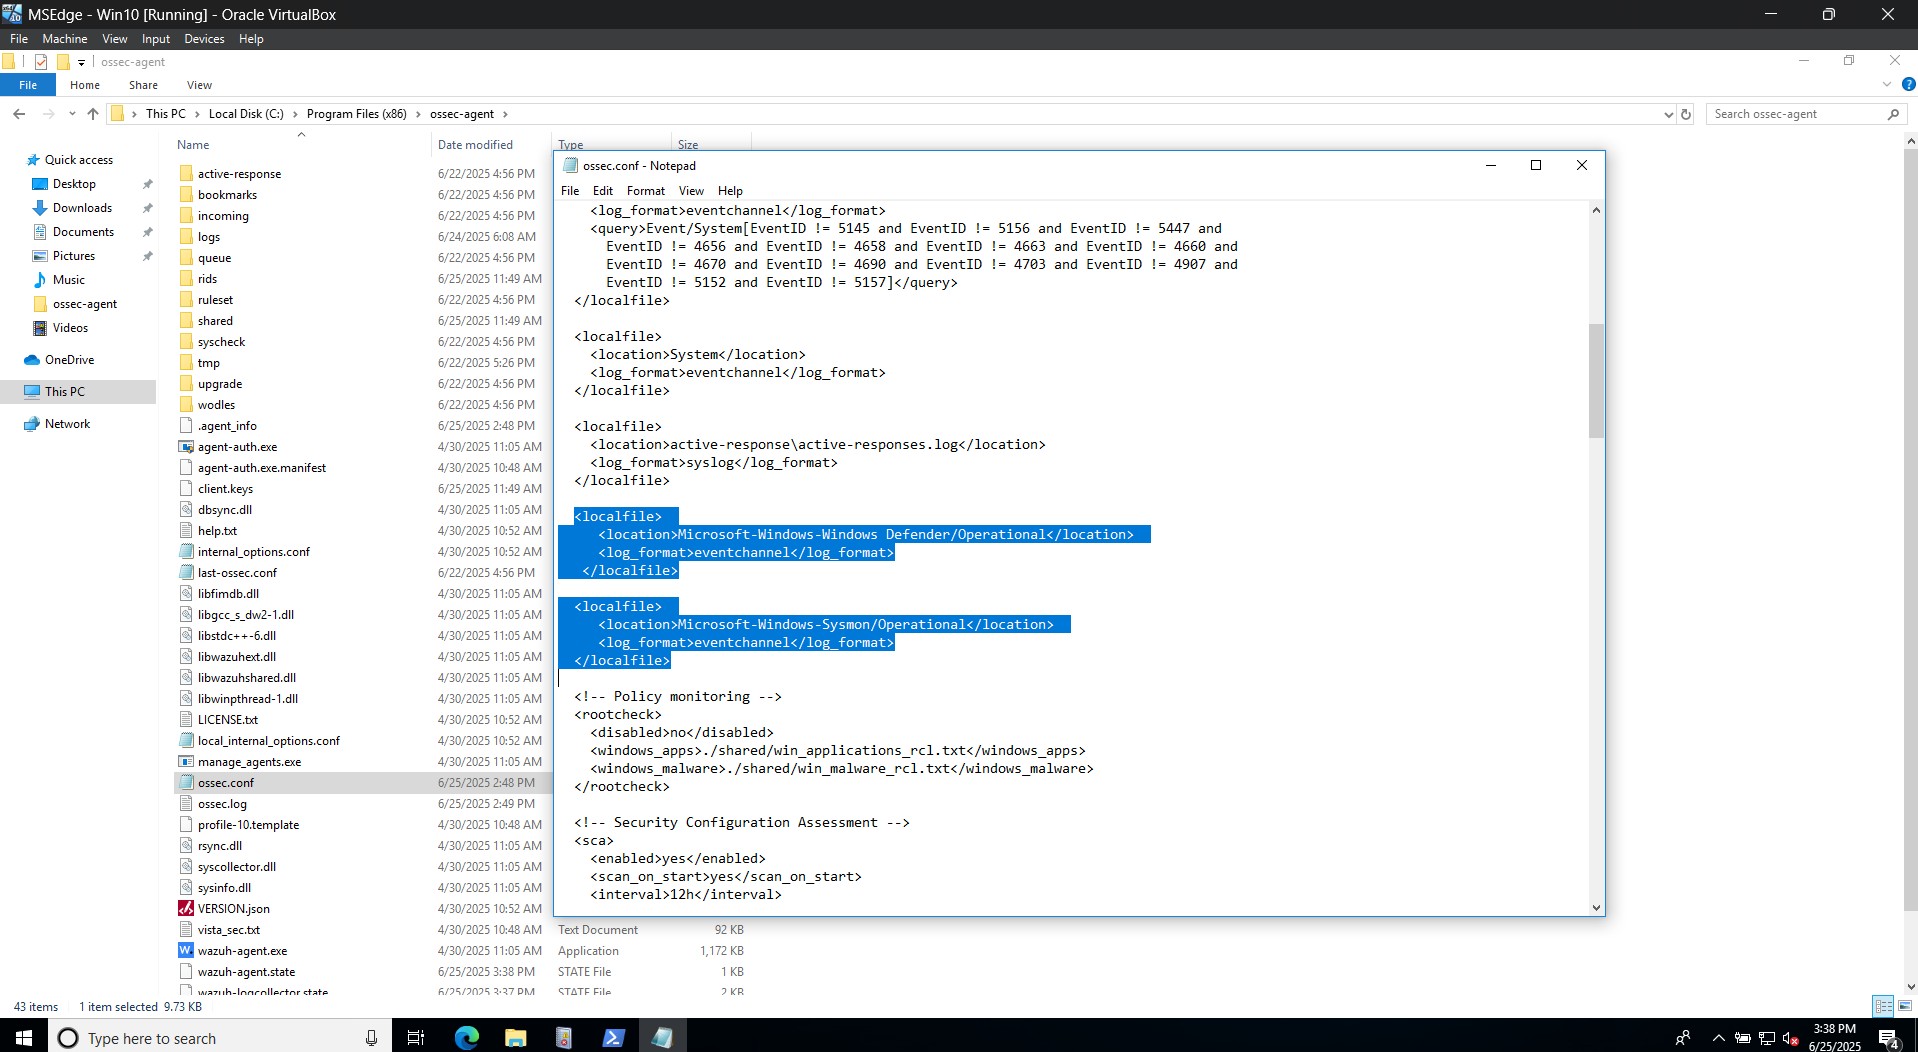 MSEdge - Win10 [Running] - Oracle VirtualBox
File Machine View Input Devices Help
ossec-agent
File Home Share View
This PC Local Disk (C:) Program Files (x86) ossec-agent
Search ossec-agent
Quick access
Desktop
Downloads
Documents
Pictures
Music
ossec-agent
Videos
OneDrive
This PC
Network
Name Date modified Type Size
active-response 6/22/2025 4:56 PM
bookmarks 6/22/2025 4:56 PM
incoming 6/22/2025 4:56 PM
logs 6/24/2025 6:08 AM
queue 6/22/2025 4:56 PM
rids 6/25/2025 11:49 AM
ruleset 6/22/2025 4:56 PM
shared 6/25/2025 11:49 AM
syscheck 6/22/2025 4:56 PM
tmp 6/22/2025 5:26 PM
upgrade 6/22/2025 4:56 PM
wodles 6/22/2025 4:56 PM
.agent_info 6/25/2025 2:48 PM
agent-auth.exe 4/30/2025 11:05 AM
agent-auth.exe.manifest 4/30/2025 10:48 AM
client.keys 6/25/2025 11:49 AM
dbsync.dll 4/30/2025 11:05 AM
help.txt 4/30/2025 10:52 AM
internal_options.conf 4/30/2025 10:52 AM
last-ossec.conf 6/22/2025 4:56 PM
libfimdb.dll 4/30/2025 11:05 AM
libgcc_s_dw2-1.dll 4/30/2025 11:05 AM
libstdc++-6.dll 4/30/2025 11:05 AM
libwazuhext.dll 4/30/2025 11:05 AM
libwazuhshared.dll 4/30/2025 11:05 AM
libwinpthread-1.dll 4/30/2025 11:05 AM
LICENSE.txt 4/30/2025 10:52 AM
local_internal_options.conf 4/30/2025 10:52 AM
manage_agents.exe 4/30/2025 11:05 AM
ossec.conf 6/25/2025 2:48 PM
ossec.log 6/25/2025 2:49 PM
profile-10.template 4/30/2025 10:48 AM
rsync.dll 4/30/2025 11:05 AM
syscollector.dll 4/30/2025 11:05 AM
sysinfo.dll 4/30/2025 11:05 AM
VERSION.json 4/30/2025 10:52 AM
vista_sec.txt 4/30/2025 10:48 AM Text Document 92 KB
wazuh-agent.exe 4/30/2025 11:05 AM Application 1,172 KB
wazuh-agent.state 6/25/2025 3:38 PM STATE File 1 KB
wazuh-logcollector.state 6/25/2025 3:37 PM STATE File 2 KB
ossec.conf - Notepad
File Edit Format View Help
<log_format>eventchannel</log_format>
<query>Event/System[EventID != 5145 and EventID != 5156 and EventID != 5447 and
EventID != 4656 and EventID != 4658 and EventID != 4663 and EventID != 4660 and
EventID != 4670 and EventID != 4690 and EventID != 4703 and EventID != 4907 and
EventID != 5152 and EventID != 5157]</query>
</localfile>
<localfile>
<location>System</location>
<log_format>eventchannel</log_format>
</localfile>
<localfile>
<location>active-response\active-responses.log</location>
<log_format>syslog</log_format>
</localfile>
<localfile>
<location>Microsoft-Windows-Windows Defender/Operational</location>
<log_format>eventchannel</log_format>
</localfile>
<localfile>
<location>Microsoft-Windows-Sysmon/Operational</location>
<log_format>eventchannel</log_format>
</localfile>
<!-- Policy monitoring -->
<rootcheck>
<disabled>no</disabled>
<windows_apps>./shared/win_applications_rcl.txt</windows_apps>
<windows_malware>./shared/win_malware_rcl.txt</windows_malware>
</rootcheck>
<!-- Security Configuration Assessment -->
<sca>
<enabled>yes</enabled>
<scan_on_start>yes</scan_on_start>
<interval>12h</interval>
43 items 1 item selected 9.73 KB
Type here to search
3:38 PM
6/25/2025
4